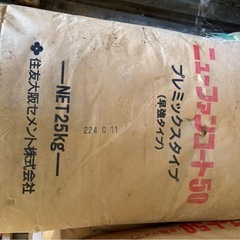 ニューファンコート50
プレミックスタイプ
(早強タイプ)
NET25kg
224 C 11
住友大阪セメント株式会社